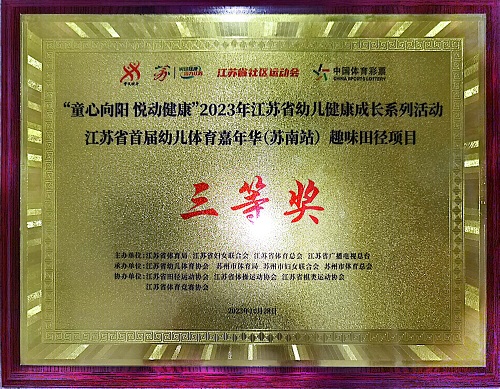 江苏省社区运动会
中国体育彩票
CHINA SPORTS LOTTERY
“童心向阳 悦动健康”2023年江苏省幼儿健康成长系列活动
江苏省首届幼儿体育嘉年华(苏南站) 趣味田径项目
三等奖
主办单位:江苏省体育局 江苏省妇女联合会 江苏省体育总会 江苏省广播电视总台
承办单位:江苏省幼儿体育协会 苏州市体育局 苏州市妇女联合会 苏州市体育总会
协办单位:江苏省田径运动协会 江苏省体操运动协会 江苏省棋类运动协会
江苏省体育竞赛协会